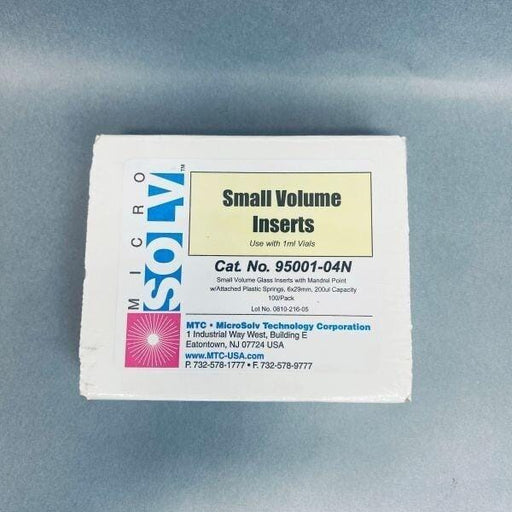 MICRO
SOLV™
Small Volume
Inserts
Use with 1ml Vials
Cat. No. 95001-04N
Small Volume Glass Inserts with Mandrel Point
w/Attached Plastic Springs, 6x29mm, 200ul Capacity
100/Pack
Lot No. 0810-216-05
MTC • MicroSolv Technology Corporation
1 Industrial Way West, Building E
Eatontown, NJ 07724 USA
www.MTC-USA.com
P. 732-578-1777 • F. 732-578-9777